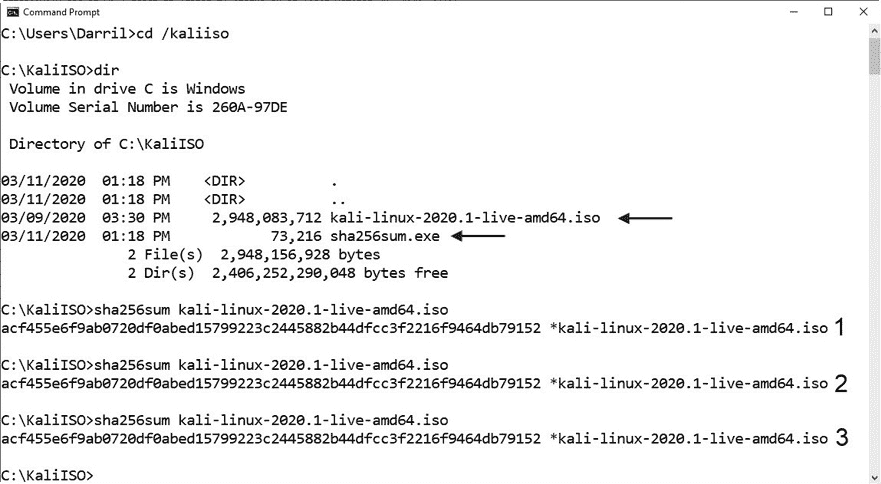 Command Prompt
C:\Users\Darril>cd /kaliiso
C:\KaliISO>dir
Volume in drive C is Windows
Volume Serial Number is 260A-97DE
Directory of C:\KaliISO
03/11/2020  01:18 PM    <DIR>          .
03/11/2020  01:18 PM    <DIR>          ..
03/09/2020  03:30 PM     2,948,083,712 kali-linux-2020.1-live-amd64.iso
03/11/2020  01:18 PM            73,216 sha256sum.exe
2 File(s)  2,948,156,928 bytes
2 Dir(s)  2,406,252,290,048 bytes free
C:\KaliISO>sha256sum kali-linux-2020.1-live-amd64.iso
acf455e6f9ab0720df0abed15799223c2445882b44dfcc3f2216f9464db79152 *kali-linux-2020.1-live-amd64.iso 1
C:\KaliISO>sha256sum kali-linux-2020.1-live-amd64.iso
acf455e6f9ab0720df0abed15799223c2445882b44dfcc3f2216f9464db79152 *kali-linux-2020.1-live-amd64.iso 2
C:\KaliISO>sha256sum kali-linux-2020.1-live-amd64.iso
acf455e6f9ab0720df0abed15799223c2445882b44dfcc3f2216f9464db79152 *kali-linux-2020.1-live-amd64.iso 3
C:\KaliISO>